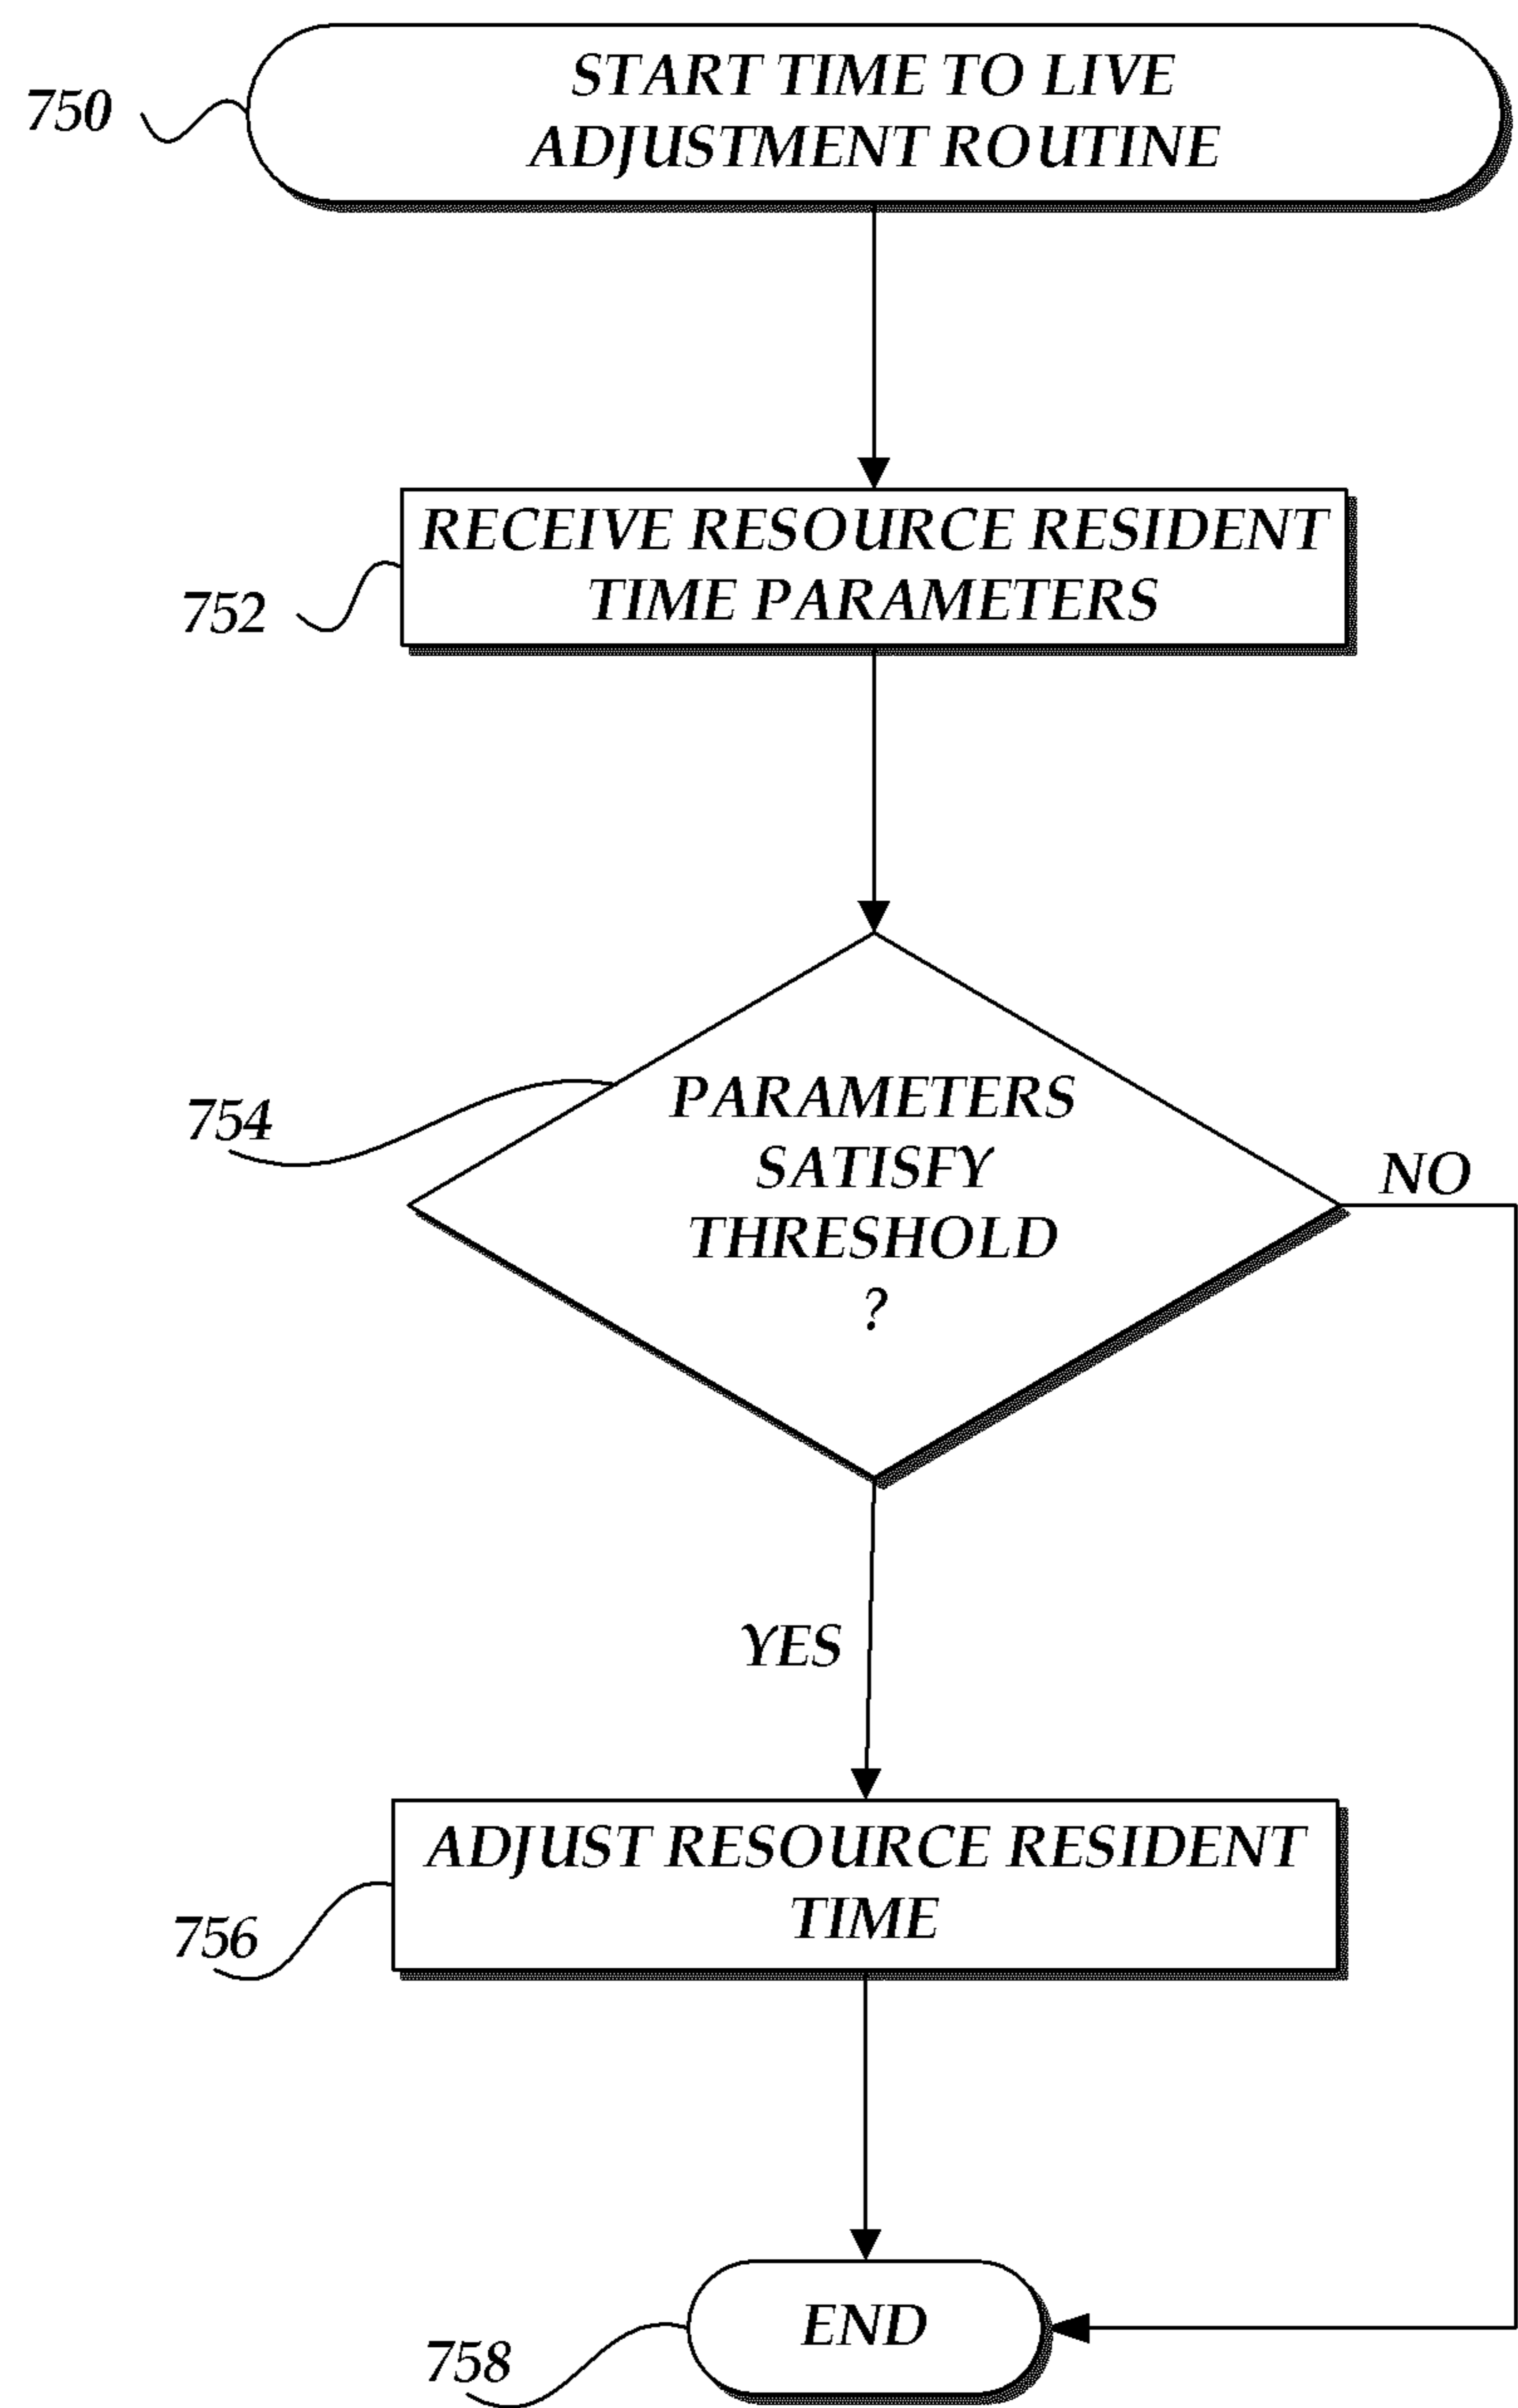 START TIME TO LIVE
ADJUSTMENT ROUTINE
750
RECEIVE RESOURCE RESIDENT
TIME PARAMETERS
752
PARAMETERS
SATISFY
THRESHOLD
?
754
NO
YES
ADJUST RESOURCE RESIDENT
TIME
756
END
758